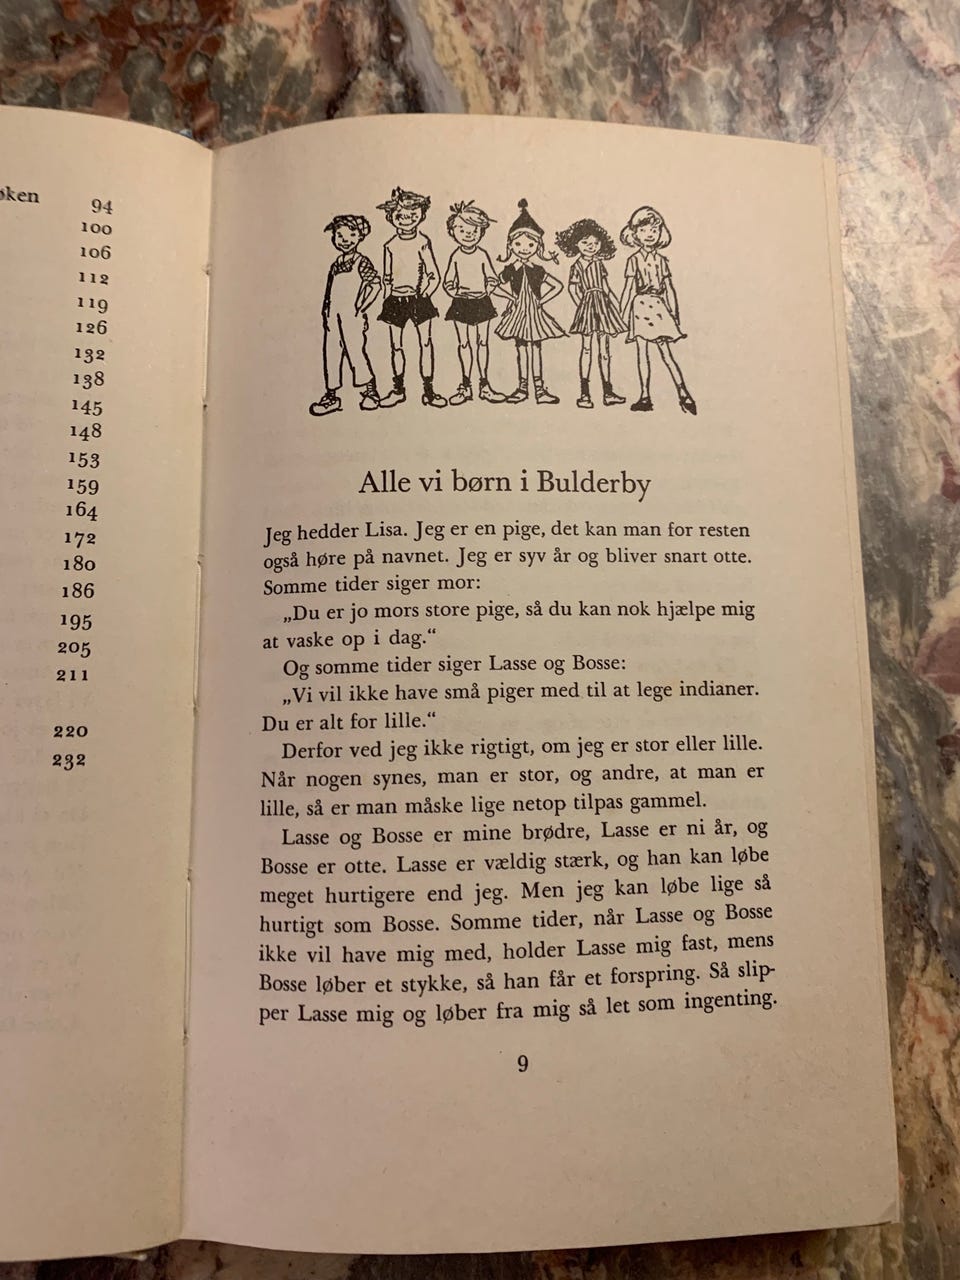 øken 94
100
106
112
119
126
132
138
145
148
153
159
164
172
180
186
195
205
211
220
232
Alle vi børn i Bulderby
Jeg hedder Lisa. Jeg er en pige, det kan man for resten
også høre på navnet. Jeg er syv år og bliver snart otte.
Somme tider siger mor:
„Du er jo mors store pige, så du kan nok hjælpe mig
at vaske op i dag.“
Og somme tider siger Lasse og Bosse:
„Vi vil ikke have små piger med til at lege indianer.
Du er alt for lille.“
Derfor ved jeg ikke rigtigt, om jeg er stor eller lille.
Når nogen synes, man er stor, og andre, at man er
lille, så er man måske lige netop tilpas gammel.
Lasse og Bosse er mine brødre, Lasse er ni år, og
Bosse er otte. Lasse er vældig stærk, og han kan løbe
meget hurtigere end jeg. Men jeg kan løbe lige så
hurtigt som Bosse. Somme tider, når Lasse og Bosse
ikke vil have mig med, holder Lasse mig fast, mens
Bosse løber et stykke, så han får et forspring. Så slip-
per Lasse mig og løber fra mig så let som ingenting.
9